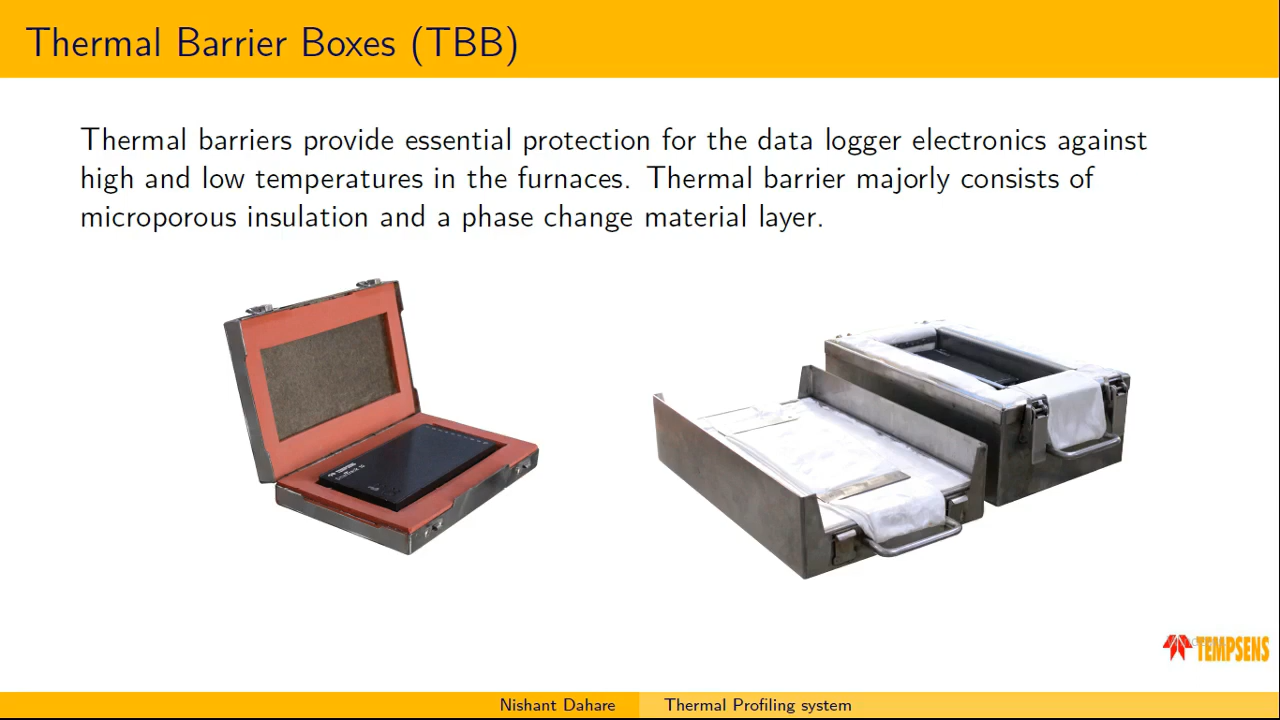 Thermal Barrier Boxes (TBB)
Thermal barriers provide essential protection for the data logger electronics against
high and low temperatures in the furnaces. Thermal barrier majorly consists of
microporous insulation and a phase change material layer.
TEMPSENS
TEMPSENS
Nishant Dahare
Thermal Profiling system